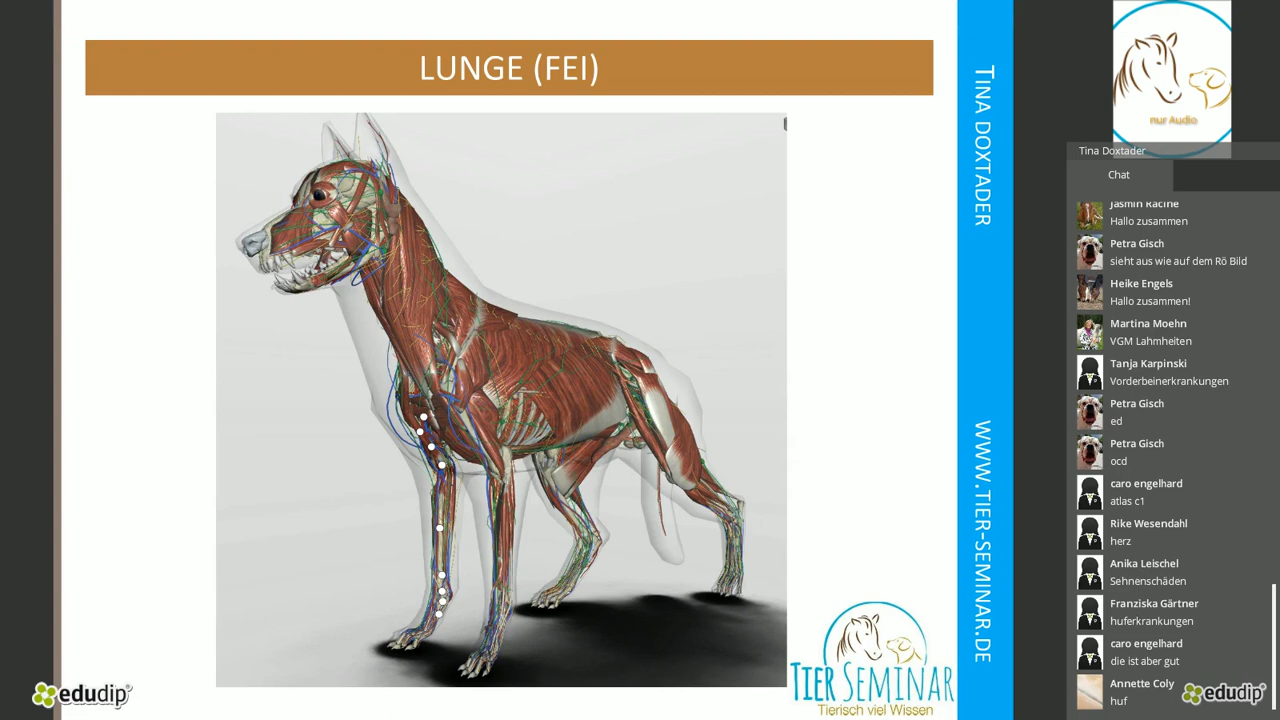 LUNGE (FEI)
TINA DOXTADER
WWW.TIER-SEMINAR.DE
TIER SEMINAR
Tierisch viel Wissen
edudip
nur Audio
Tina Doxtader
Chat
Jasmin Racine
Hallo zusammen
Petra Gisch
sieht aus wie auf dem Rö Bild
Heike Engels
Hallo zusammen!
Martina Moehn
VGM Lahmheiten
Tanja Karpinski
Vorderbeinerkrankungen
Petra Gisch
ed
Petra Gisch
ocd
caro engelhard
atlas c1
Rike Wesendahl
herz
Anika Leischel
Sehnenschäden
Franziska Gärtner
huferkrankungen
caro engelhard
die ist aber gut
Annette Coly
huf
edudip